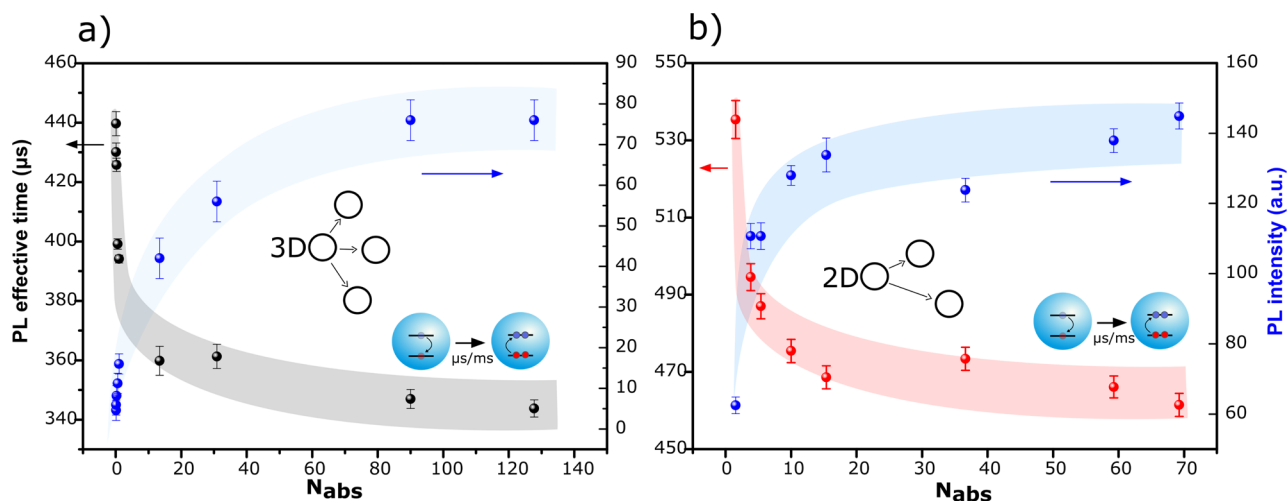 a)
460
440
420
400
380
360
340
PL effective time (μs)
90
80
70
60
50
40
30
20
10
0
3D
μs/ms
0 20 40 60 80 100 120 140
Nabs
b)
550
530
510
490
470
450
160
140
120
100
80
60
PL intensity (a.u.)
2D
μs/ms
0 10 20 30 40 50 60 70
Nabs